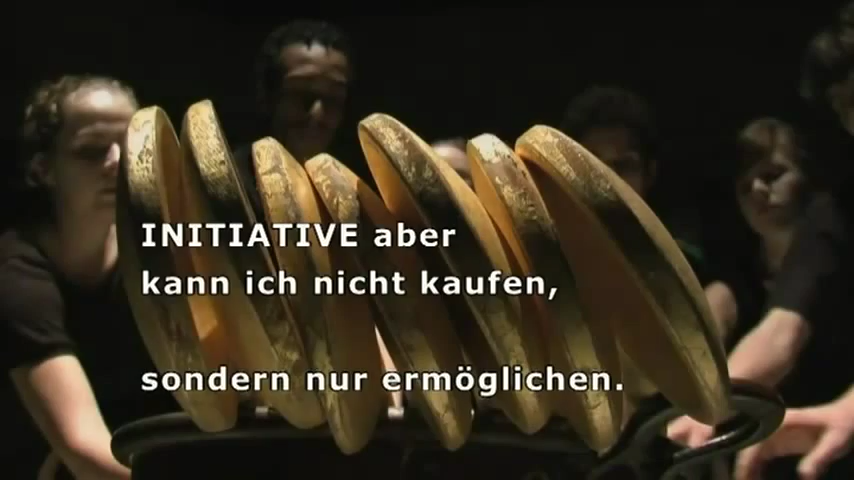 INITIATIVE aber
kann ich nicht kaufen,
sondern nur ermöglichen.